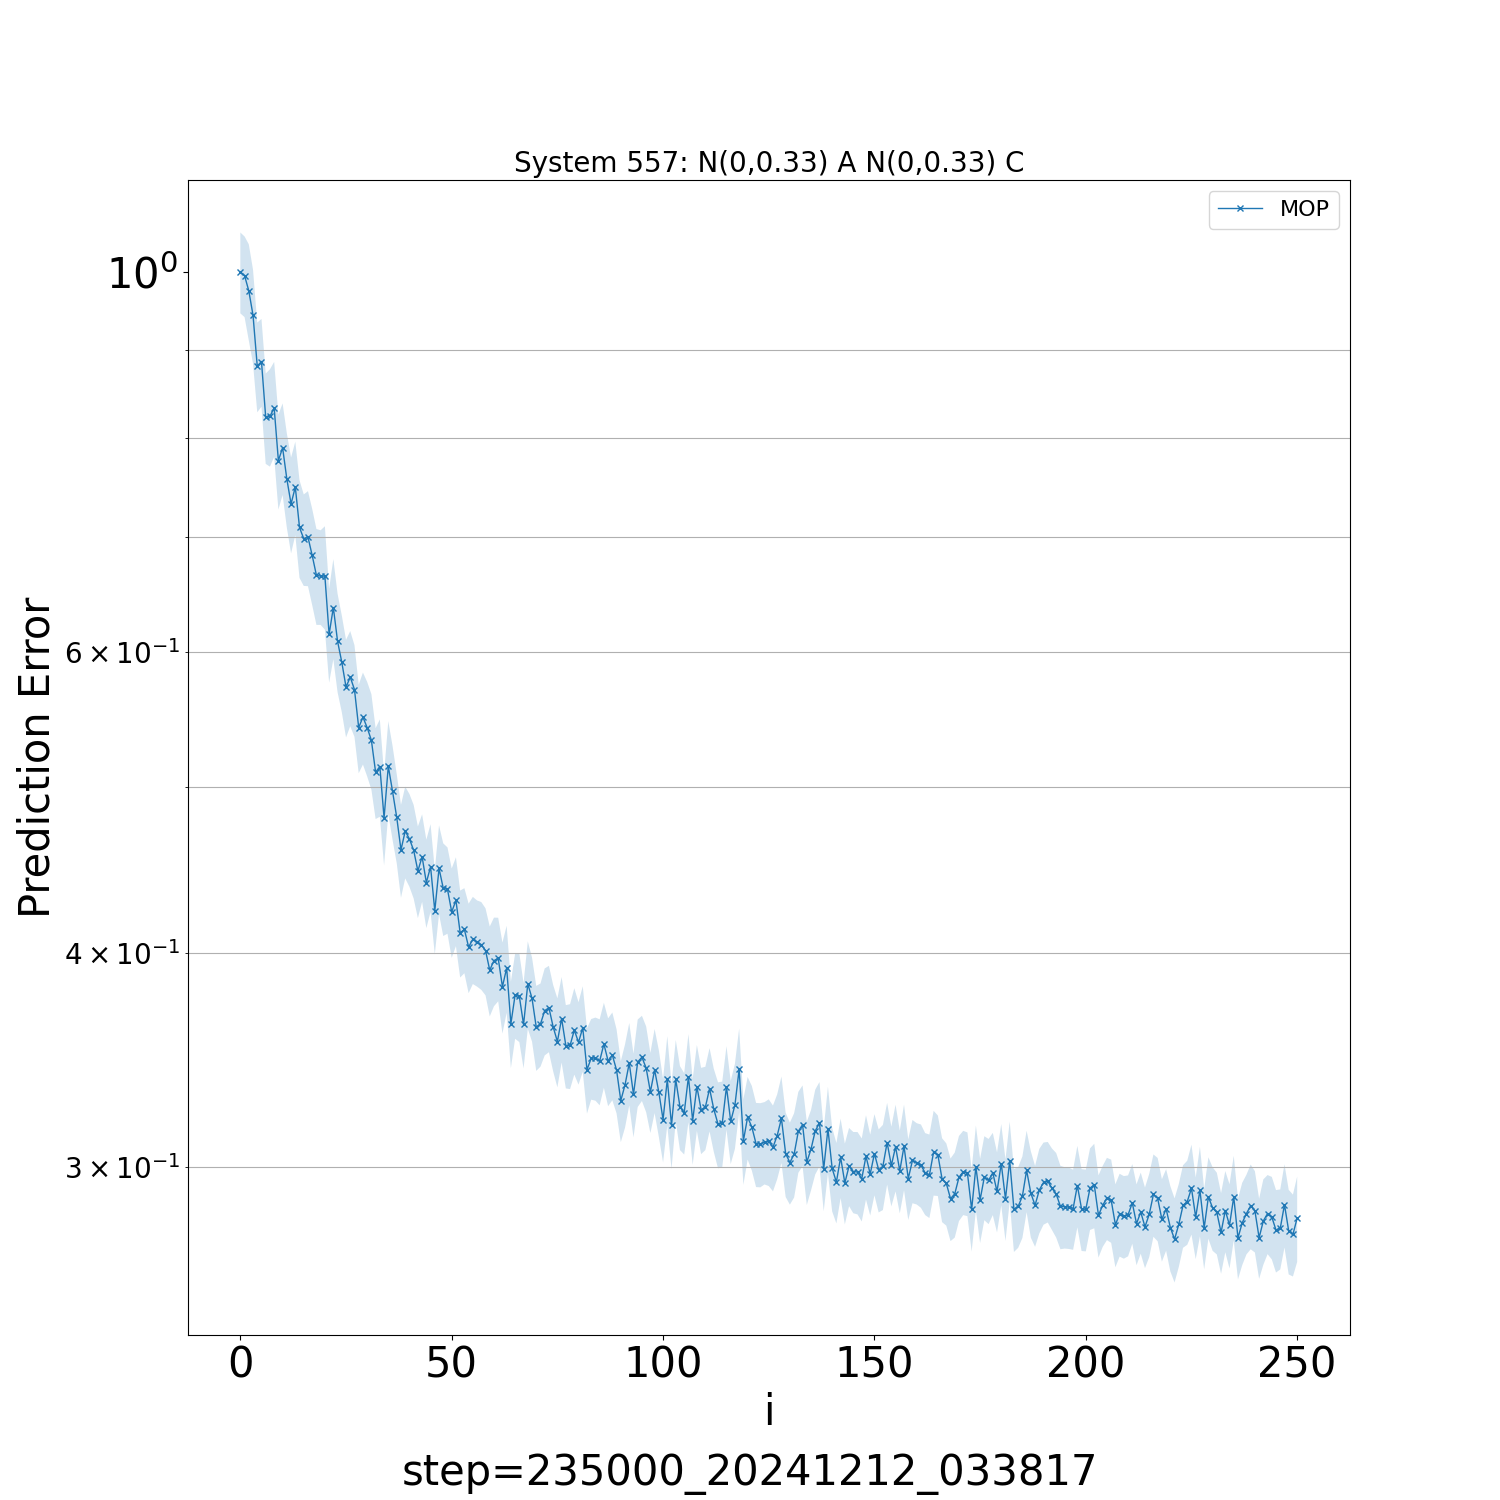 System 557: N(0,0.33) A N(0,0.33) C
MOP
10⁰
6 × 10⁻¹
4 × 10⁻¹
3 × 10⁻¹
Prediction Error
0 50 100 150 200 250
i
step=235000_20241212_033817